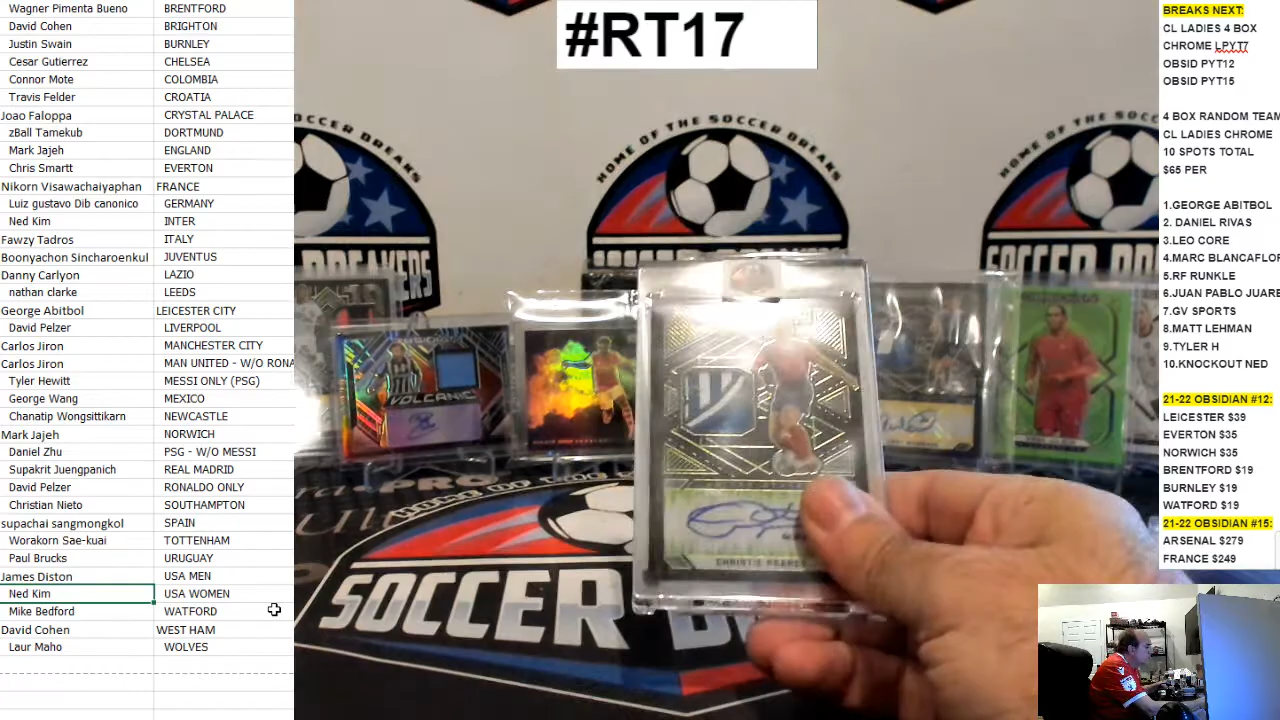 Wagner Pimenta Bueno BRENTFORD
David Cohen BRIGHTON
Justin Swain BURNLEY
Cesar Gutierrez CHELSEA
Connor Mote COLOMBIA
Travis Felder CROATIA
Joao Faloppa CRYSTAL PALACE
zBall Tamekub DORTMUND
Mark Jajeh ENGLAND
Chris Smartt EVERTON
Nikorn Visawachaiyaphan FRANCE
Luiz gustavo Dib canonico GERMANY
Ned Kim INTER
Fawzy Tadros ITALY
Boonyachon Sincharoenkul JUVENTUS
Danny Carlyon LAZIO
nathan clarke LEEDS
George Abitbol LEICESTER CITY
David Pelzer LIVERPOOL
Carlos Jiron MANCHESTER CITY
Carlos Jiron MAN UNITED - W/O RONA
Tyler Hewitt MESSI ONLY (PSG)
George Wang MEXICO
Chanatip Wongsittikarn NEWCASTLE
Mark Jajeh NORWICH
Daniel Zhu PSG - W/O MESSI
Supakrit Juengpanich REAL MADRID
David Pelzer RONALDO ONLY
Christian Nieto SOUTHAMPTON
supachai sangmongkol SPAIN
Worakorn Sae-kuai TOTTENHAM
Paul Brucks URUGUAY
James Diston USA MEN
Ned Kim USA WOMEN
Mike Bedford WATFORD
David Cohen WEST HAM
Laur Maho WOLVES
#RT17
HOME OF THE SOCCER BREAKS
SOCCER
VOLCANIC
SOCCER BR
BREAKS NEXT:
CL LADIES 4 BOX
CHROME LPYT7
OBSID PYT12
OBSID PYT15
4 BOX RANDOM TEAM
CL LADIES CHROME
10 SPOTS TOTAL
$65 PER
1.GEORGE ABITBOL
2. DANIEL RIVAS
3.LEO CORE
4.MARC BLANCAFLOR
5.RF RUNKLE
6.JUAN PABLO JUARE
7.GV SPORTS
8.MATT LEHMAN
9.TYLER H
10.KNOCKOUT NED
21-22 OBSIDIAN #12:
LEICESTER $39
EVERTON $35
NORWICH $35
BRENTFORD $19
BURNLEY $19
WATFORD $19
21-22 OBSIDIAN #15:
ARSENAL $279
FRANCE $249